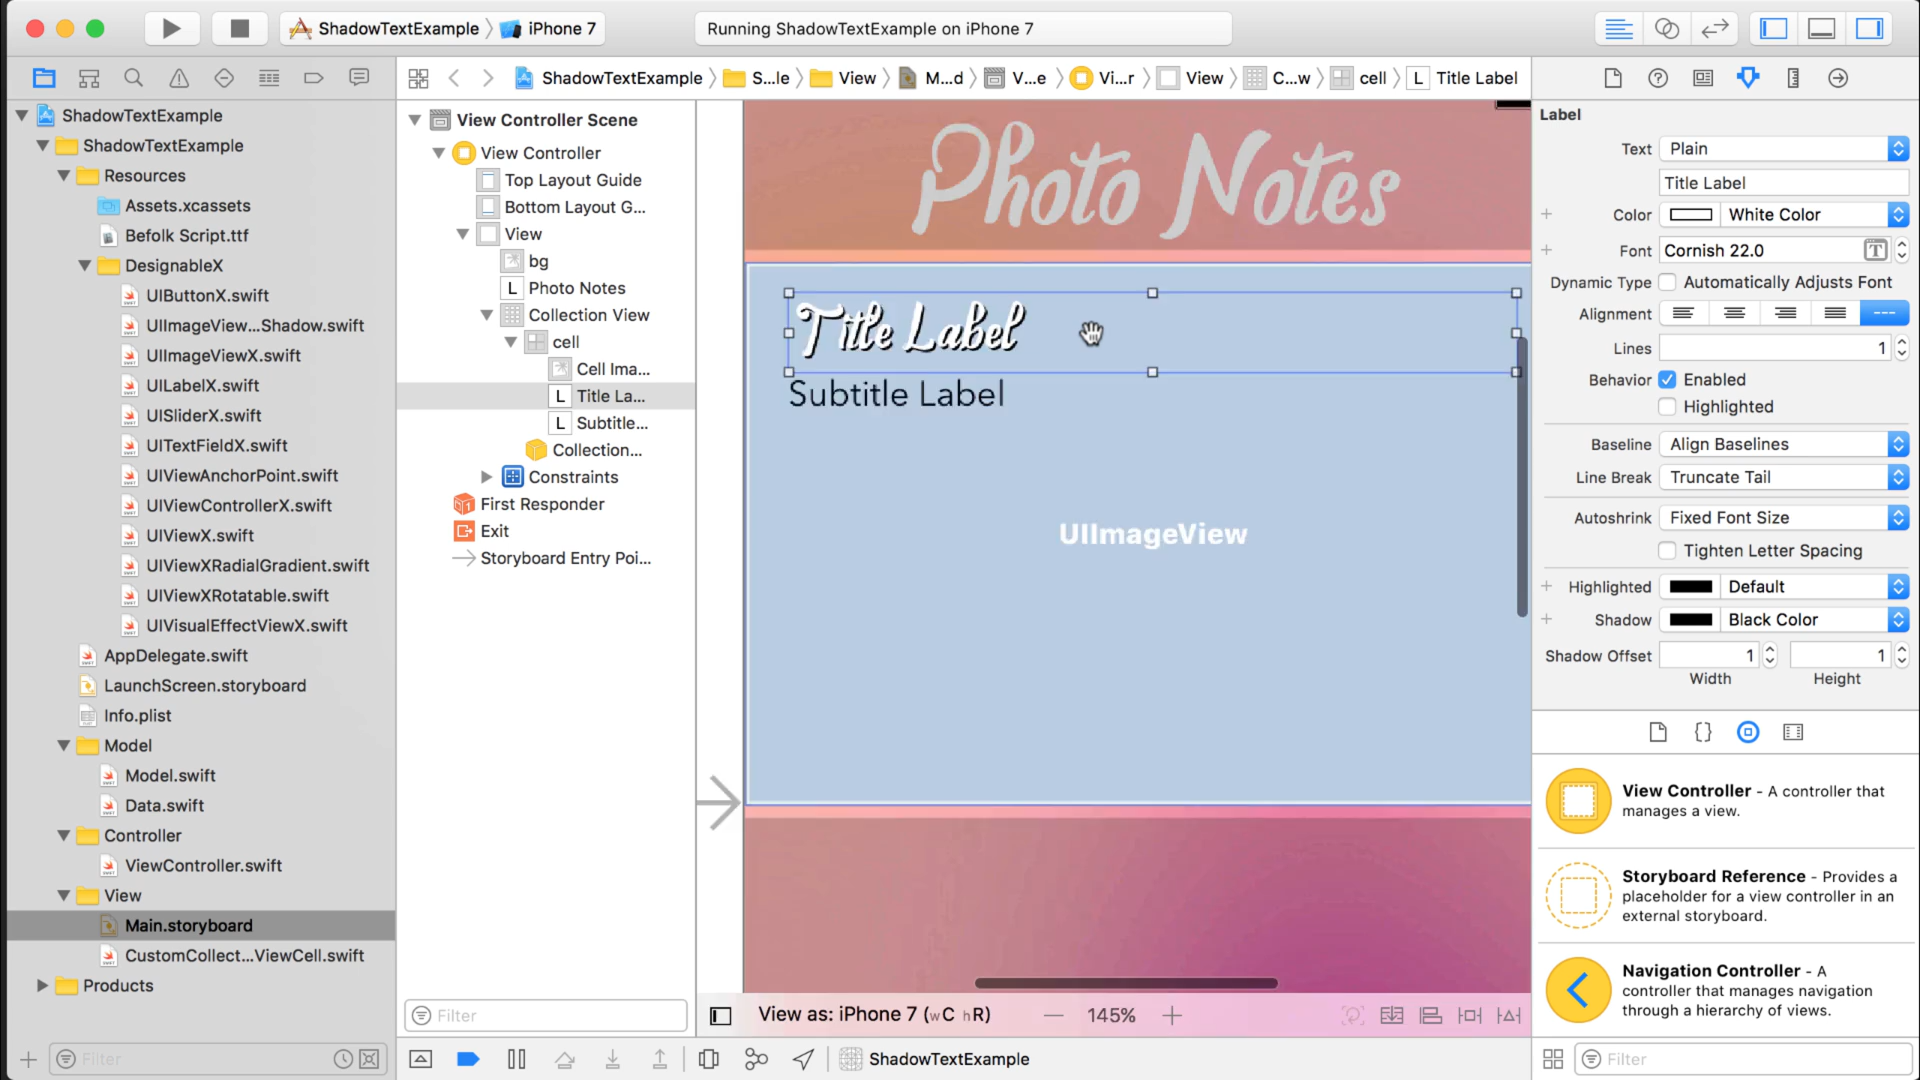 ShadowTextExample
iPhone 7
Running ShadowTextExample on iPhone 7
ShadowTextExample
S...le
View
M...d
V...e
Vi...r
View
C...w
cell
L
Title Label
ShadowTextExample
ShadowTextExample
Resources
Assets.xcassets
Befolk Script.ttf
DesignableX
UIButtonX.swift
UIImageView...Shadow.swift
UIImageViewX.swift
UILabelX.swift
UISliderX.swift
UITextFieldX.swift
UIViewAnchorPoint.swift
UIViewControllerX.swift
UIViewX.swift
UIViewXRadialGradient.swift
UIViewXRotatable.swift
UIVisualEffectViewX.swift
AppDelegate.swift
LaunchScreen.storyboard
Info.plist
Model
Model.swift
Data.swift
Controller
ViewController.swift
View
Main.storyboard
CustomCollect...ViewCell.swift
Products
Filter
View Controller Scene
View Controller
Top Layout Guide
Bottom Layout G...
View
bg
L Photo Notes
Collection View
cell
Cell Ima...
L Title La...
L Subtitle...
Collection...
Constraints
First Responder
Exit
Storyboard Entry Poi...
Filter
Photo Notes
Title Label
Subtitle Label
UIImageView
View as: iPhone 7 (wC hR)
145%
ShadowTextExample
Label
Text Plain
Title Label
Color White Color
Font Cornish 22.0
Dynamic Type Automatically Adjusts Font
Alignment
Lines 1
Behavior Enabled
Highlighted
Baseline Align Baselines
Line Break Truncate Tail
Autoshrink Fixed Font Size
Tighten Letter Spacing
Highlighted Default
Shadow Black Color
Shadow Offset 1 1
Width Height
View Controller - A controller that
manages a view.
Storyboard Reference - Provides a
placeholder for a view controller in an
external storyboard.
Navigation Controller - A
controller that manages navigation
through a hierarchy of views.
Filter